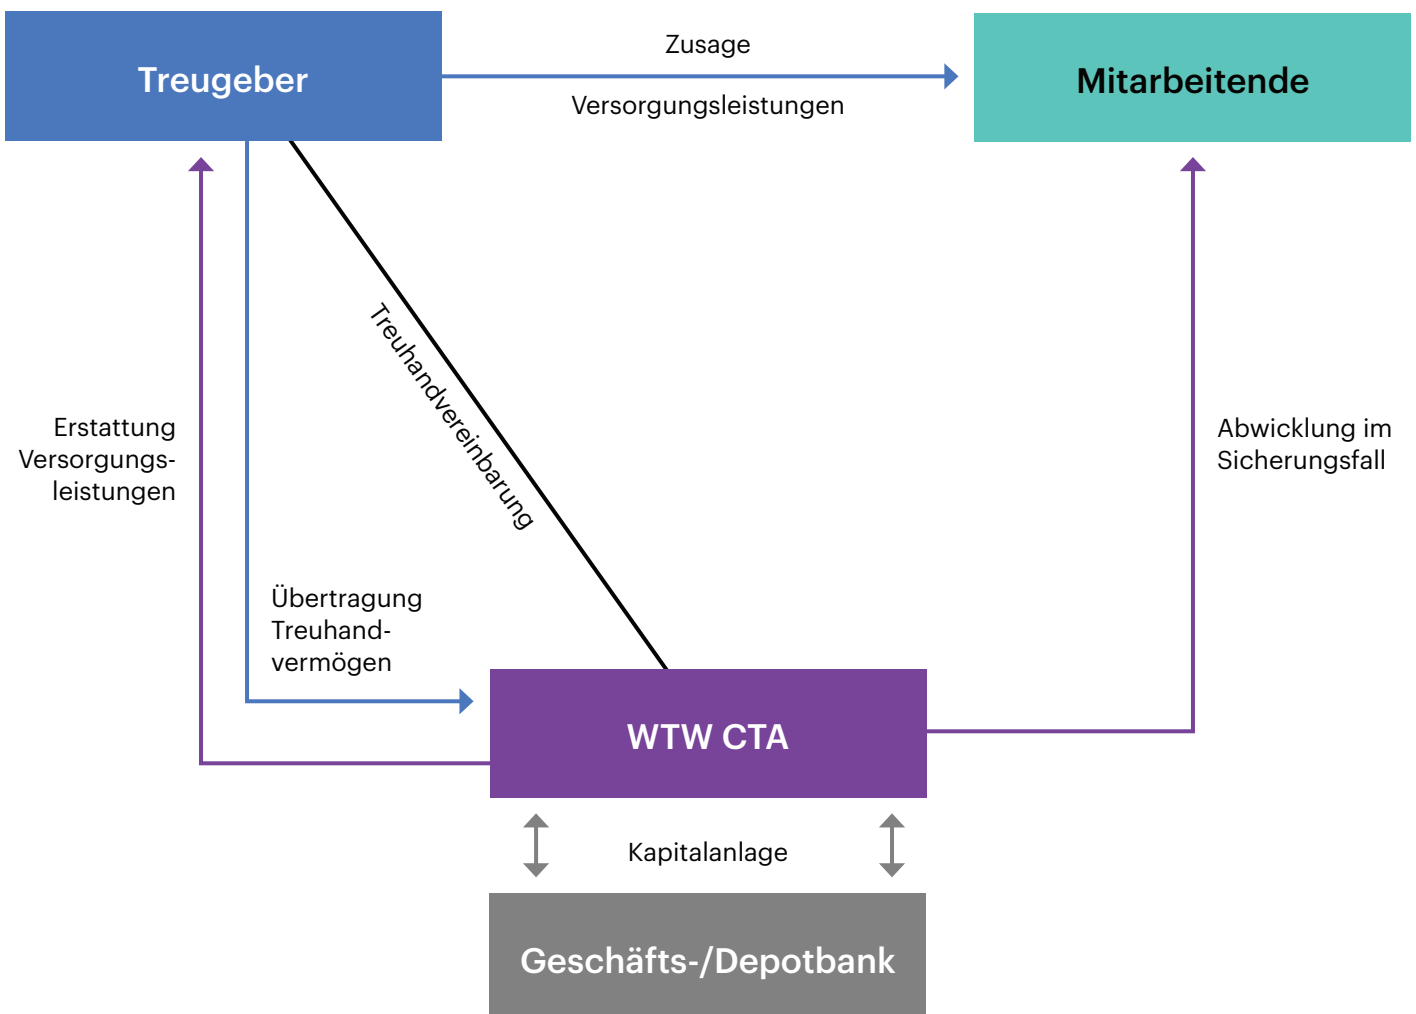 Treugeber
Zusage
Versorgungsleistungen
Mitarbeitende
Treuhandvereinbarung
Erstattung
Versorgungs-
leistungen
Abwicklung im
Sicherungsfall
Übertragung
Treuhand-
vermögen
WTW CTA
Kapitalanlage
Geschäfts-/Depotbank